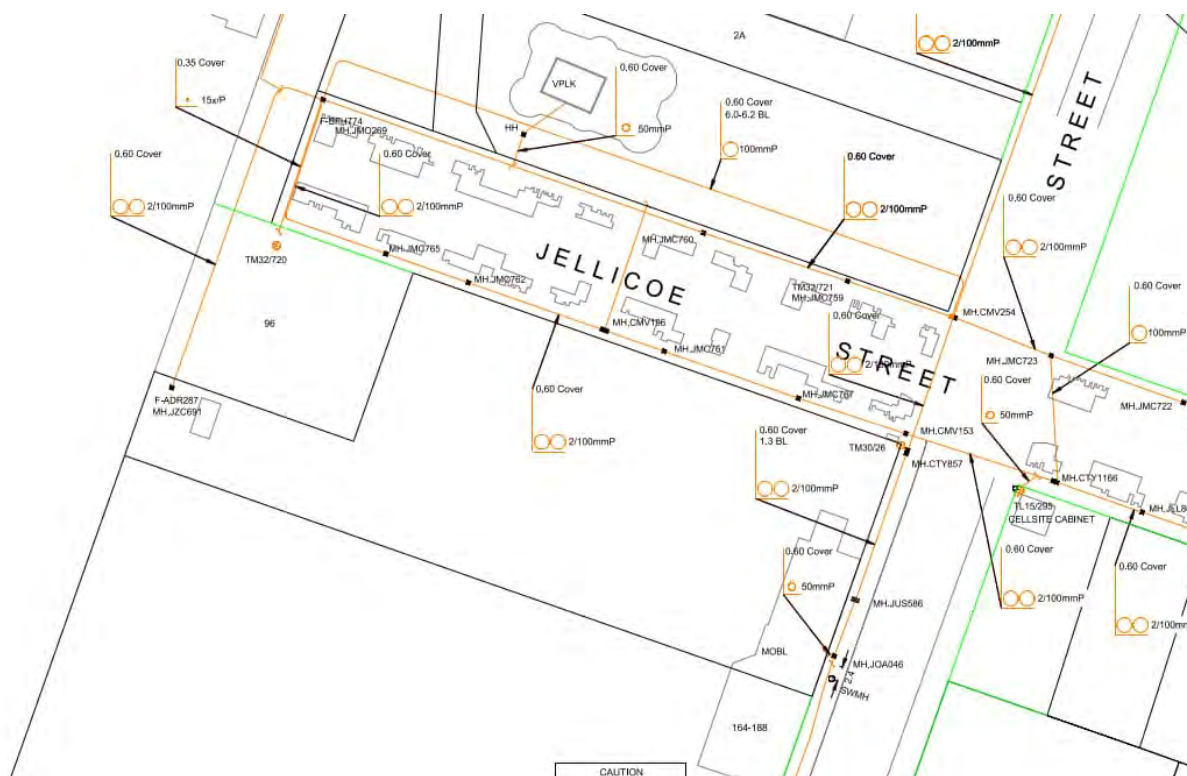 2/100mmP
2A
STREET
0.35 Cover
15x/P
0.60 Cover
VPLK
HH
50mmP
0.60 Cover
6.0-6.2 BL
100mmP
MH.JMO269
0.60 Cover
2/100mmP
0.60 Cover
2/100mmP
0.60 Cover
2/100mmP
0.60 Cover
2/100mmP
TM32/720
MH.JMC765
MH.JMC762
JELLICOE
MH.JMC760
TM32/721
MH.JMO759
MH.CMV254
0.60 Cover
100mmP
96
MH.CMV186
MH.JMC761
0.60 Cover
STREET
MH.JMC723
0.60 Cover
50mmP
MH.JMC722
F-ADR287
MH.JZC691
0.60 Cover
2/100mmP
MH.JMC767
0.60 Cover
1.3 BL
2/100mmP
TM30/26
MH.CMV153
MH.CTY857
MH.CTY1166
TL15/295
CELLSITE CABINET
0.60 Cover
2/100mmP
0.60 Cover
0.60 Cover
50mmP
MH.JUS586
MOBL
MH.JOA046
2.4
SWMH
164-188
CAUTION